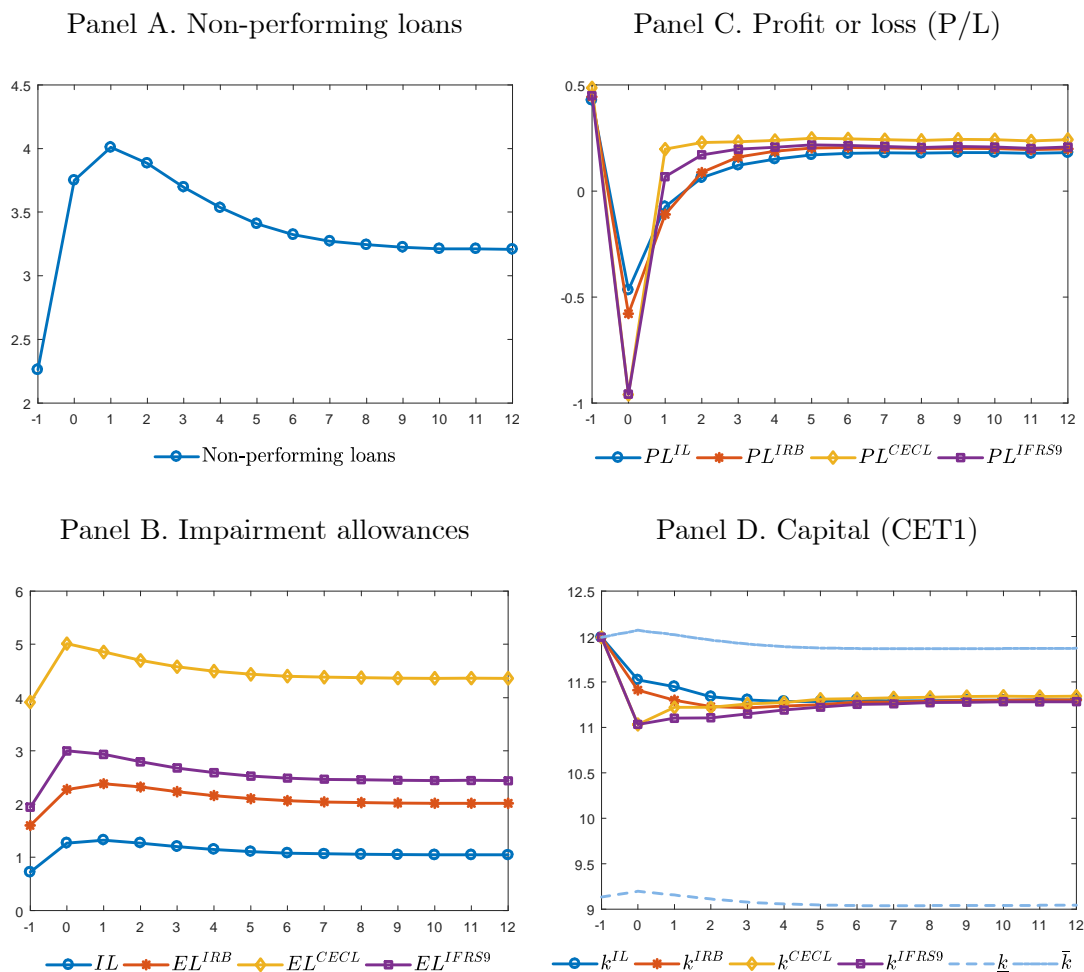 Panel A. Non-performing loans
4.5
4
3.5
3
2.5
2
-1 0 1 2 3 4 5 6 7 8 9 10 11 12
Non-performing loans
Panel C. Profit or loss (P/L)
0.5
0
-0.5
-1
-1 0 1 2 3 4 5 6 7 8 9 10 11 12
PL^{IL} PL^{IRB} PL^{CECL} PL^{IFRS9}
Panel B. Impairment allowances
6
5
4
3
2
1
0
-1 0 1 2 3 4 5 6 7 8 9 10 11 12
IL EL^{IRB} EL^{CECL} EL^{IFRS9}
Panel D. Capital (CET1)
12.5
12
11.5
11
10.5
10
9.5
9
-1 0 1 2 3 4 5 6 7 8 9 10 11 12
k^{IL} k^{IRB} k^{CECL} k^{IFRS9} \underline{k} \bar{k}